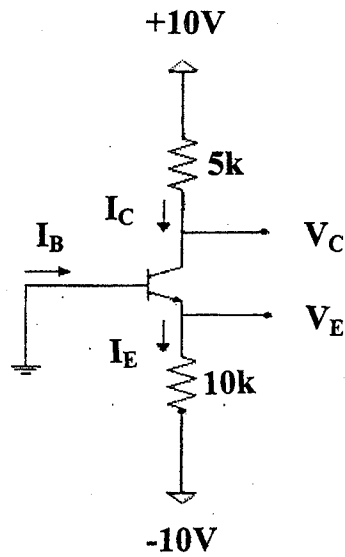 +10V
5k
I_C
I_B
V_C
V_E
I_E
10k
-10V